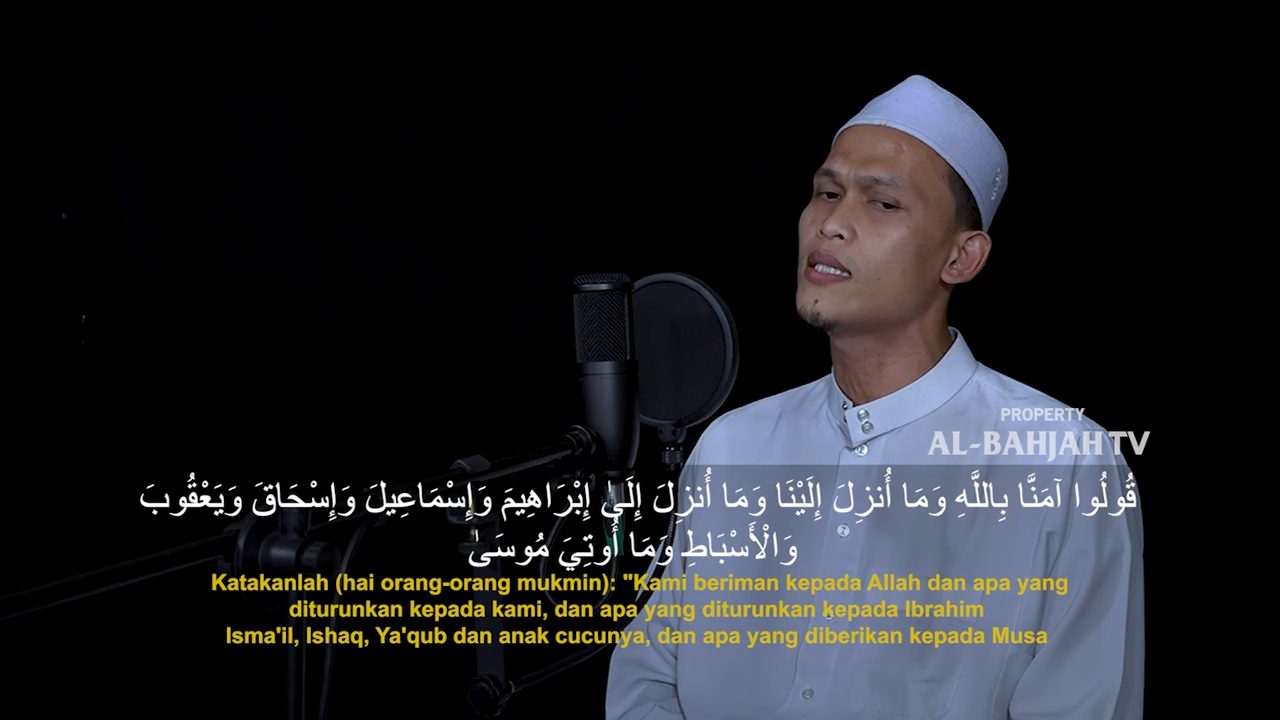 PROPERTY
AL-BAHJAH TV
قُولُوا آمَنَّا بِاللَّهِ وَمَا أُنزِلَ إِلَيْنَا وَمَا أُنزِلَ إِلَىٰ إِبْرَاهِيمَ وَإِسْمَاعِيلَ وَإِسْحَاقَ وَيَعْقُوبَ
وَالْأَسْبَاطِ وَمَا أُوتِيَ مُوسَىٰ
Katakanlah (hai orang-orang mukmin): "Kami beriman kepada Allah dan apa yang
diturunkan kepada kami, dan apa yang diturunkan kepada Ibrahim
Isma'il, Ishaq, Ya'qub dan anak cucunya, dan apa yang diberikan kepada Musa